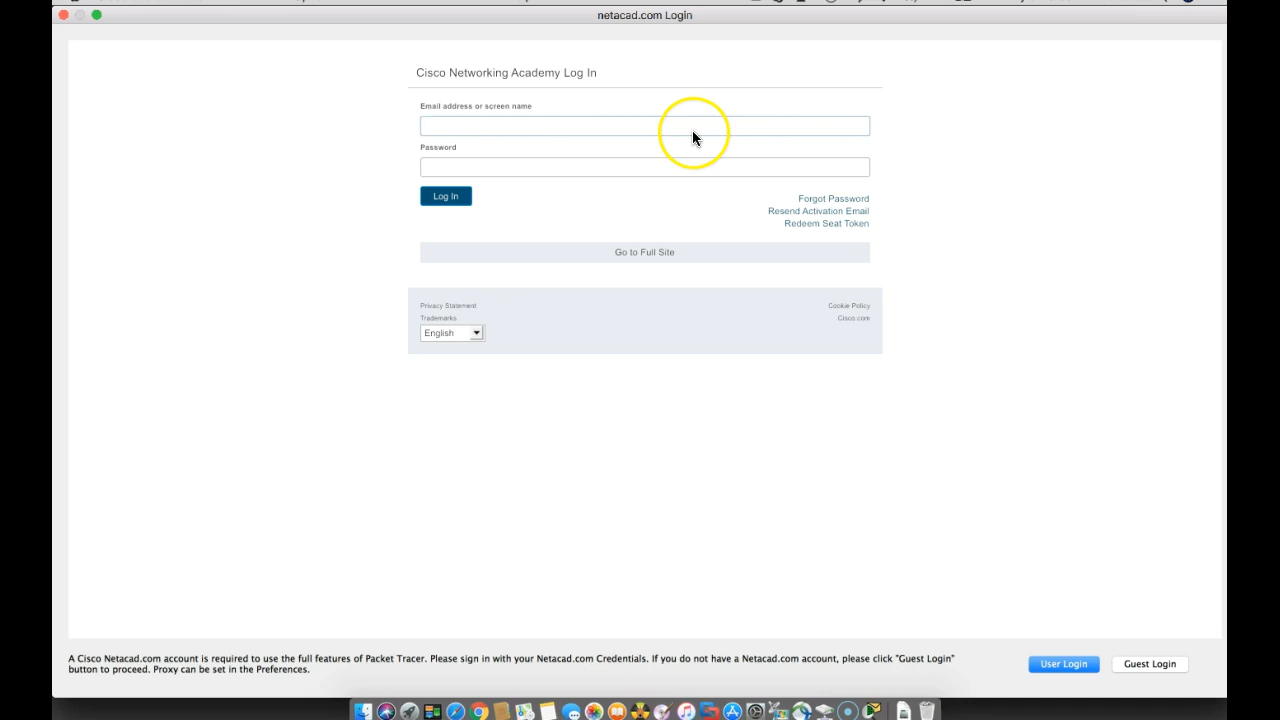 netacad.com Login
Cisco Networking Academy Log In
Email address or screen name
Password
Log In
Forgot Password
Resend Activation Email
Redeem Seat Token
Go to Full Site
Privacy Statement
Cookie Policy
Trademarks
Cisco.com
English
A Cisco Netacad.com account is required to use the full features of Packet Tracer. Please sign in with your Netacad.com Credentials. If you do not have a Netacad.com account, please click "Guest Login"
button to proceed. Proxy can be set in the Preferences.
User Login
Guest Login